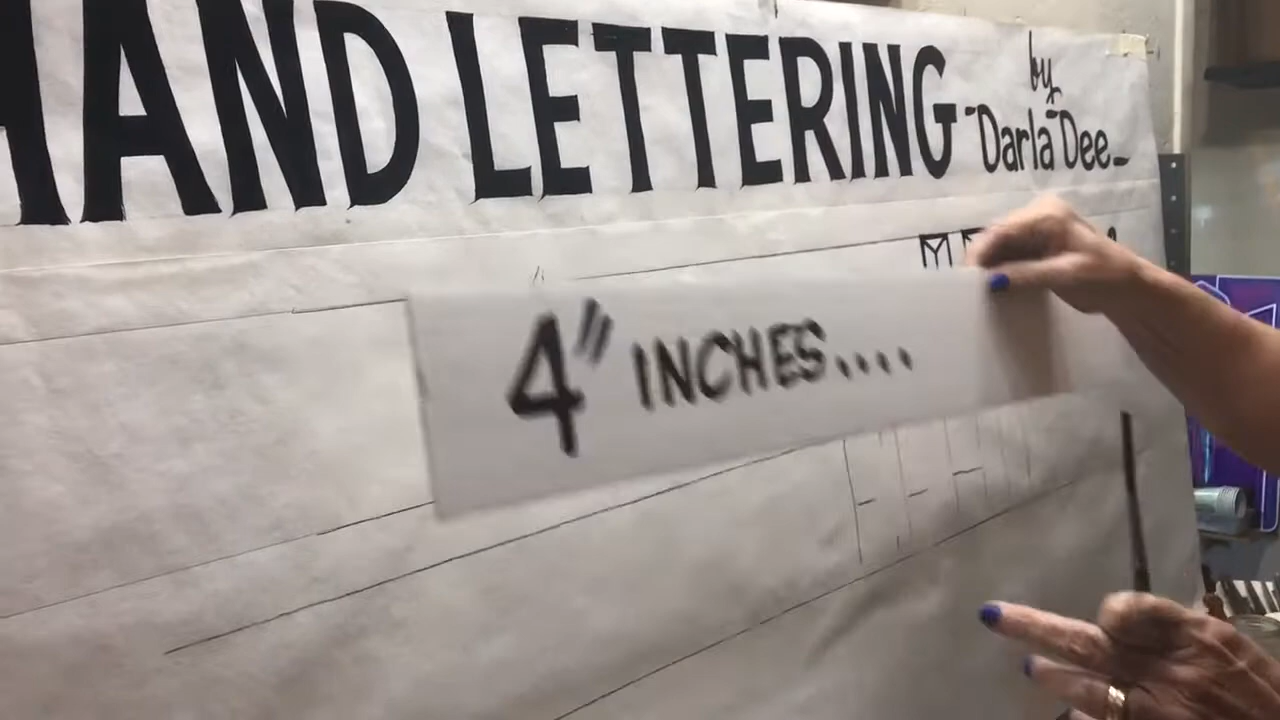 HAND LETTERING
by
-Darla Dee-
4" INCHES....